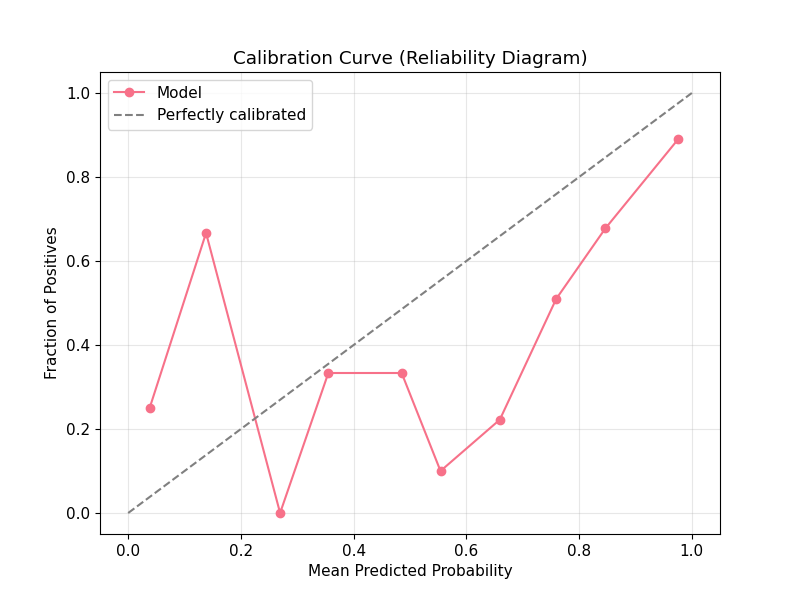 Calibration Curve (Reliability Diagram)
Model
Perfectly calibrated
Fraction of Positives
1.0
0.8
0.6
0.4
0.2
0.0
0.0 0.2 0.4 0.6 0.8 1.0
Mean Predicted Probability